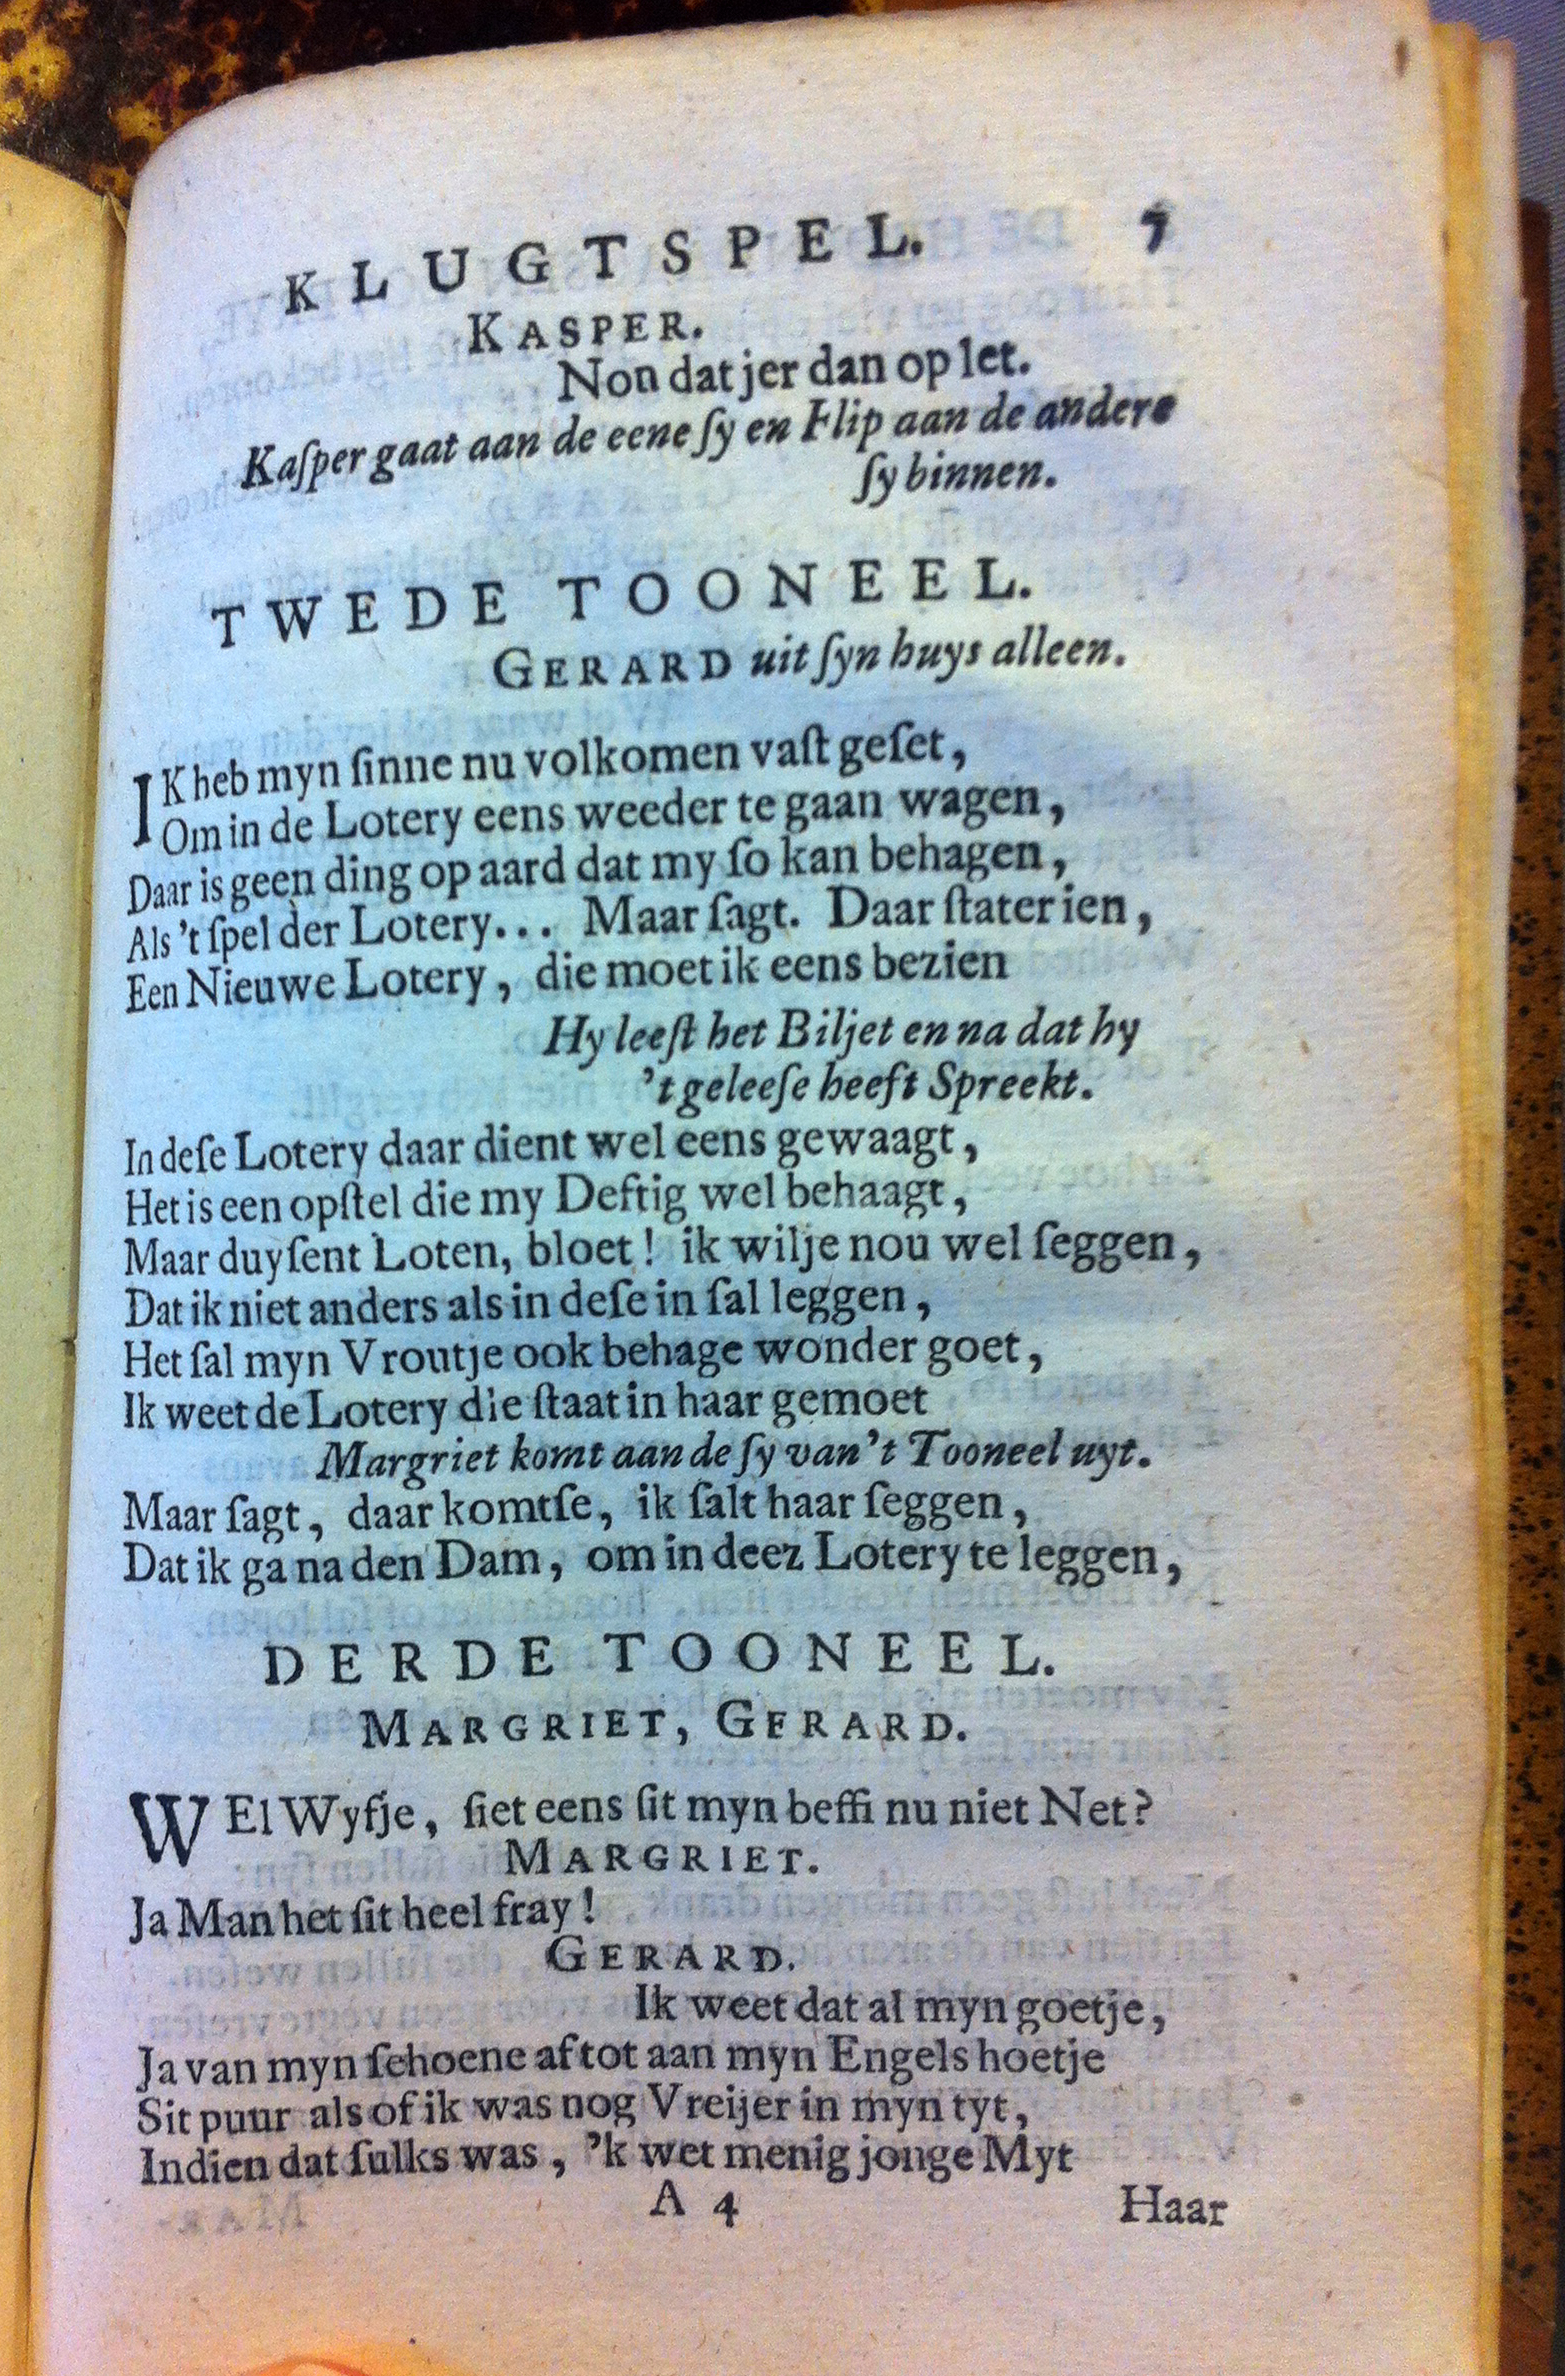 KLUGTSPEL. 7
KASPER.
Non dat jer dan op let.
Kaſper gaat aan de eene ſy en Flip aan de andere
ſy binnen.
TWEDE TOONEEL.
GERARD uit ſyn huys alleen.
IK heb myn ſinne nu volkomen vaſt geſet,
Om in de Lotery eens weeder te gaan wagen,
Daar is geen ding op aard dat my ſo kan behagen,
Als 't ſpel der Lotery... Maar ſagt. Daar ſtater ien,
Een Nieuwe Lotery, die moet ik eens bezien
Hy leeſt het Biljet en na dat hy
't geleeſe heeft Spreekt.
In deſe Lotery daar dient wel eens gewaagt,
Het is een opſtel die my Deftig wel behaagt,
Maar duyſent Loten, bloet! ik wilje nou wel ſeggen,
Dat ik niet anders als in deſe in ſal leggen,
Het ſal myn Vroutje ook behage wonder goet,
Ik weet de Lotery die ſtaat in haar gemoet
Margriet komt aan de ſy van 't Tooneel uyt.
Maar ſagt, daar komtſe, ik ſalt haar ſeggen,
Dat ik ga na den Dam, om in deez Lotery te leggen,
DERDE TOONEEL.
MARGRIET, GERARD.
WEl Wyfje, ſiet eens ſit myn beffi nu niet Net?
MARGRIET.
Ja Man het ſit heel fray!
GERARD.
Ik weet dat al myn goetje,
Ja van myn ſchoene af tot aan myn Engels hoetje
Sit puur als of ik was nog Vreijer in myn tyt,
Indien dat ſulks was, 'k wet menig jonge Myt
A 4 Haar